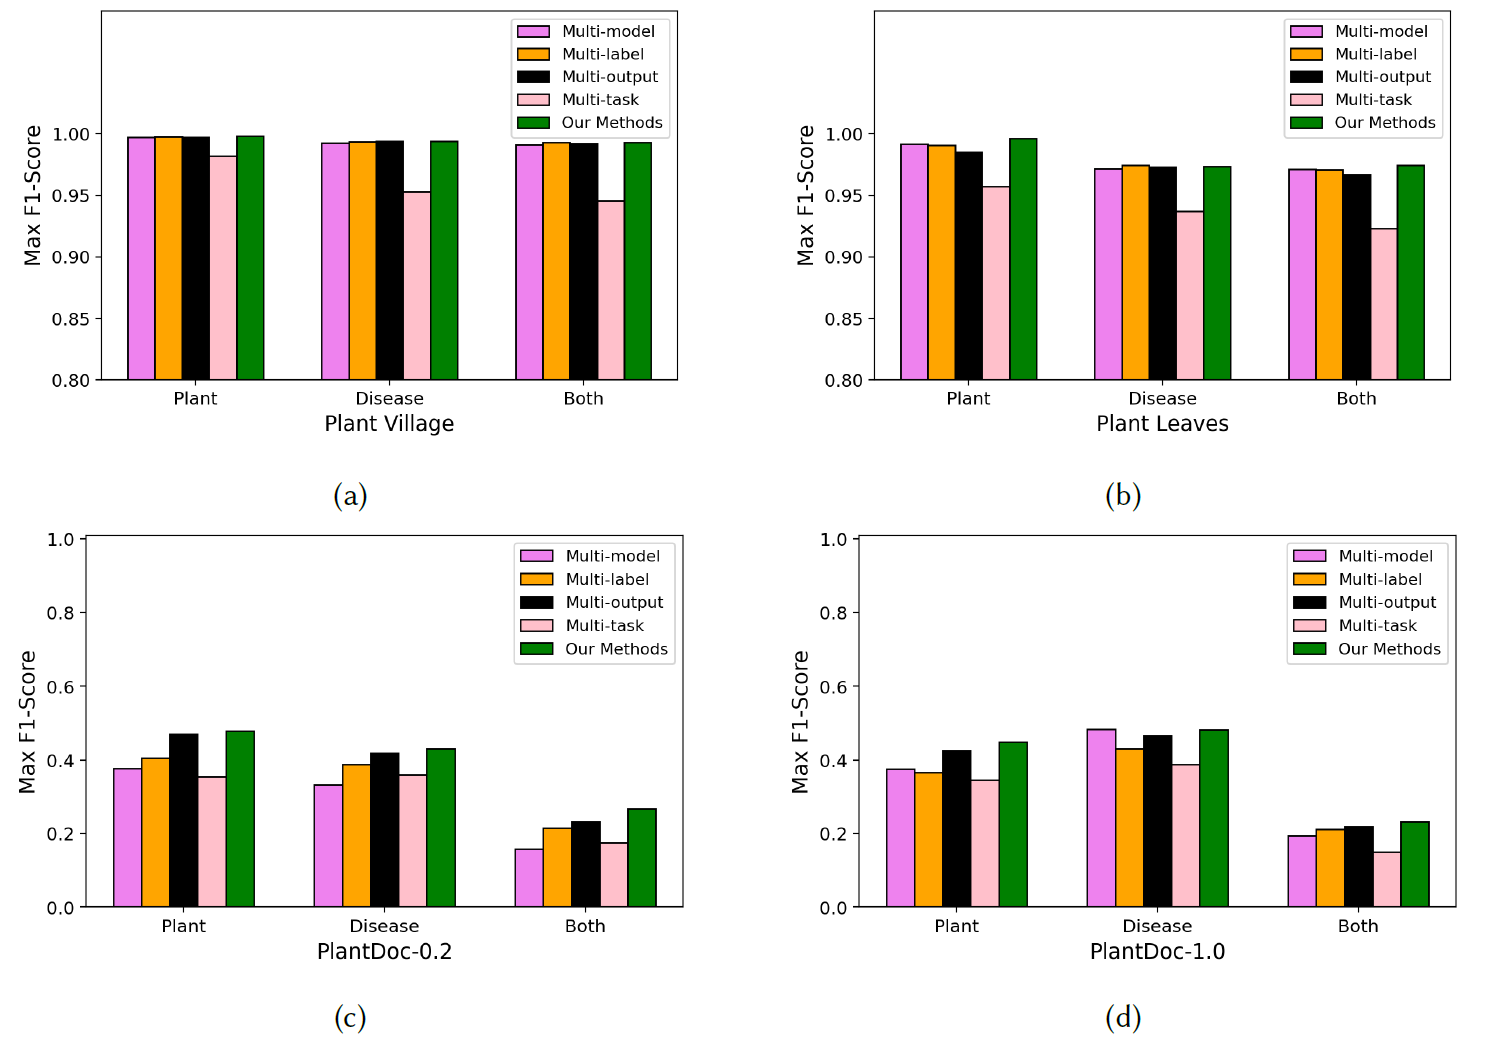 Multi-model
Multi-label
Multi-output
Multi-task
Our Methods
1.00
0.95
0.90
0.85
0.80
Max F1-Score
Plant Disease Both
Plant Village
(a)
Multi-model
Multi-label
Multi-output
Multi-task
Our Methods
1.00
0.95
0.90
0.85
0.80
Max F1-Score
Plant Disease Both
Plant Leaves
(b)
1.0
Multi-model
Multi-label
Multi-output
Multi-task
Our Methods
0.8
0.6
0.4
0.2
0.0
Max F1-Score
Plant Disease Both
PlantDoc-0.2
(c)
1.0
Multi-model
Multi-label
Multi-output
Multi-task
Our Methods
0.8
0.6
0.4
0.2
0.0
Max F1-Score
Plant Disease Both
PlantDoc-1.0
(d)